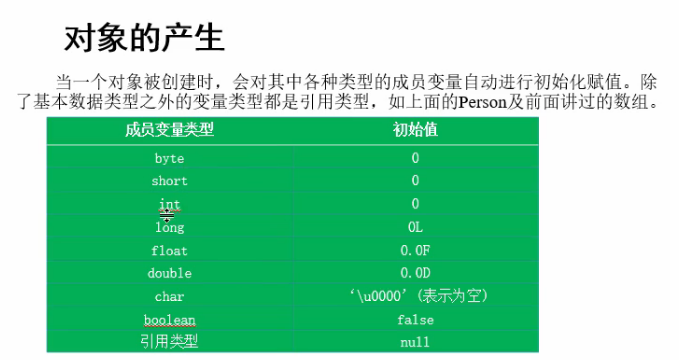 对象的产生
当一个对象被创建时，会对其中各种类型的成员变量自动进行初始化赋值。除
了基本数据类型之外的变量类型都是引用类型，如上面的Person及前面讲过的数组。
成员变量类型 初始值
byte 0
short 0
int 0
long 0L
float 0.0F
double 0.0D
char ‘\u0000’(表示为空)
boolean false
引用类型 null